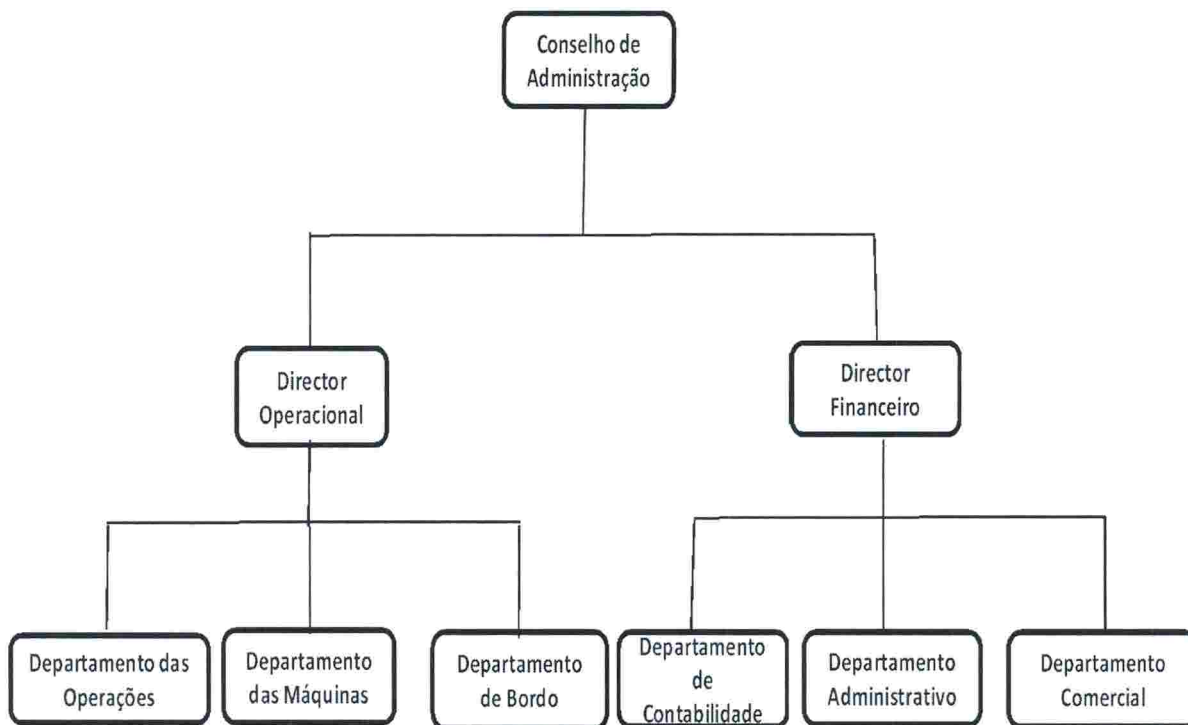 Conselho de
Administração
Director
Operacional
Director
Financeiro
Departamento das
Operações
Departamento
das Máquinas
Departamento
de Bordo
Departamento
de
Contabilidade
Departamento
Administrativo
Departamento
Comercial